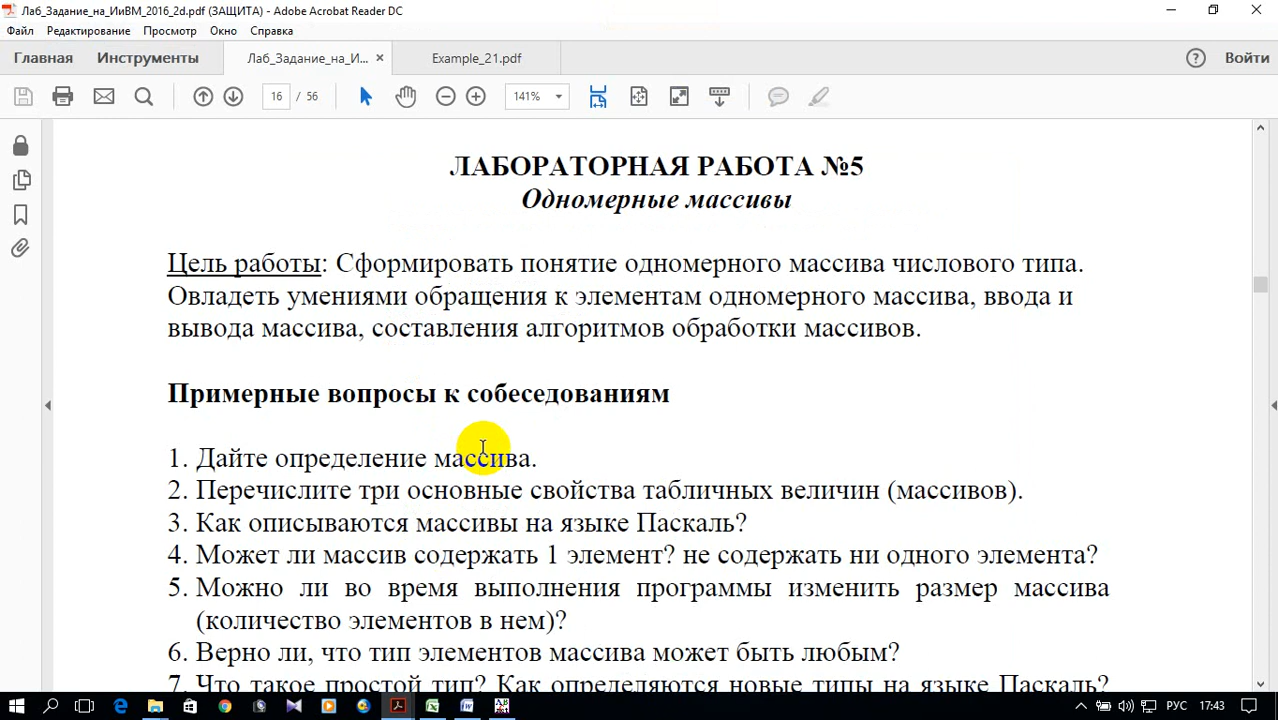 Лаб_Задание_на_ИиВМ_2016_2d.pdf (ЗАЩИТА) - Adobe Acrobat Reader DC
Файл Редактирование Просмотр Окно Справка
Главная Инструменты Лаб_Задание_на_И... × Example_21.pdf ? Войти
16 / 56 141%
ЛАБОРАТОРНАЯ РАБОТА №5
Одномерные массивы
Цель работы: Сформировать понятие одномерного массива числового типа.
Овладеть умениями обращения к элементам одномерного массива, ввода и
вывода массива, составления алгоритмов обработки массивов.
Примерные вопросы к собеседованиям
1. Дайте определение массива.
2. Перечислите три основные свойства табличных величин (массивов).
3. Как описываются массивы на языке Паскаль?
4. Может ли массив содержать 1 элемент? не содержать ни одного элемента?
5. Можно ли во время выполнения программы изменить размер массива
(количество элементов в нем)?
6. Верно ли, что тип элементов массива может быть любым?
7. Что такое простой тип? Как определяются новые типы на языке Паскаль?
РУС 17:43